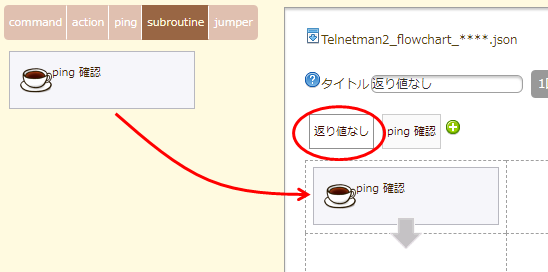 command action ping subroutine jumper
ping 確認
Telnetman2_flowchart_****.json
タイトル 返り値なし
返り値なし ping 確認
ping 確認